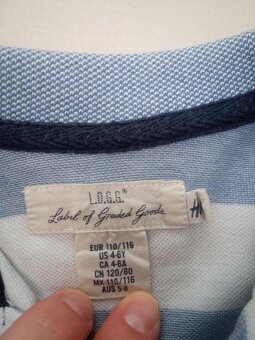 L.O.G.G.®
Label of Graded Goods
EUR 110/116
US 4-6Y
CA 4-6A
CN 120/60
MX 110/116
AUS 5-6